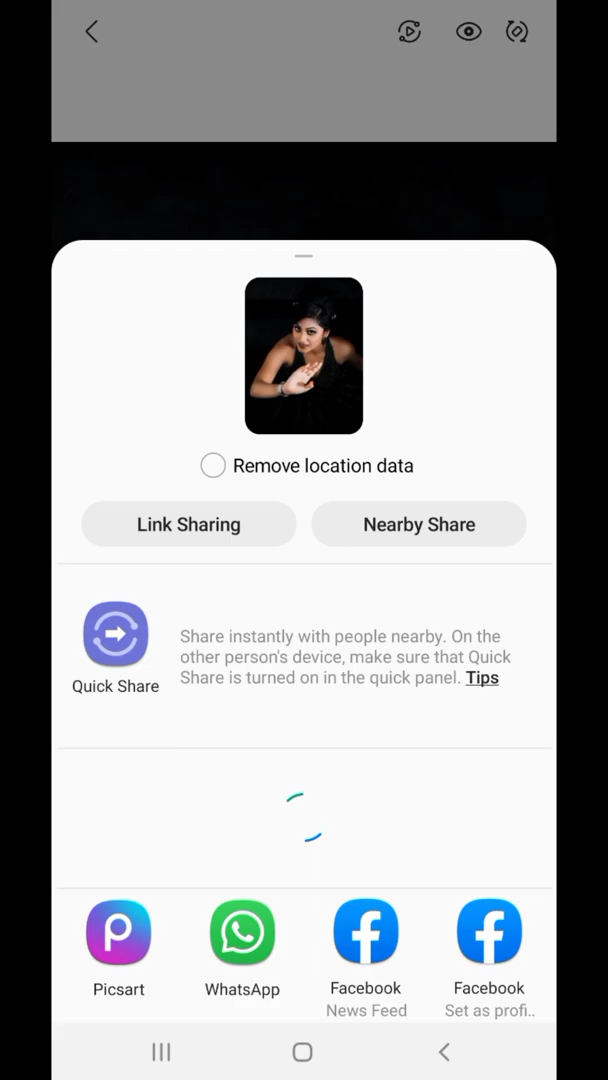 Remove location data
Link Sharing
Nearby Share
Share instantly with people nearby. On the
other person's device, make sure that Quick
Share is turned on in the quick panel. Tips
Quick Share
Picsart
WhatsApp
Facebook
News Feed
Facebook
Set as profi..